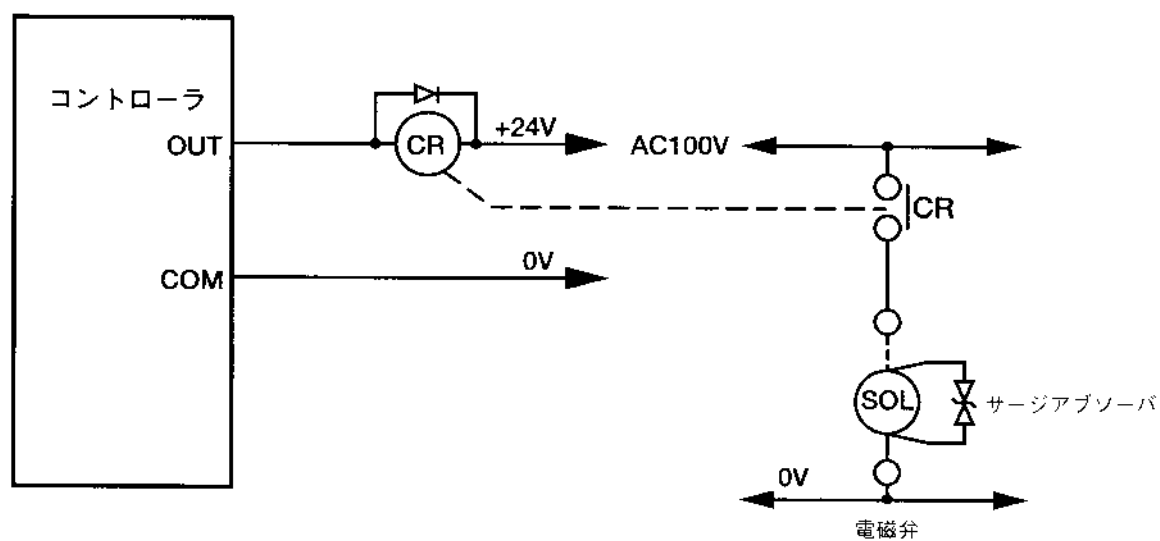 コントローラ
OUT
CR
+24V
AC100V
CR
COM
0V
SOL
サージアブソーバ
0V
電磁弁